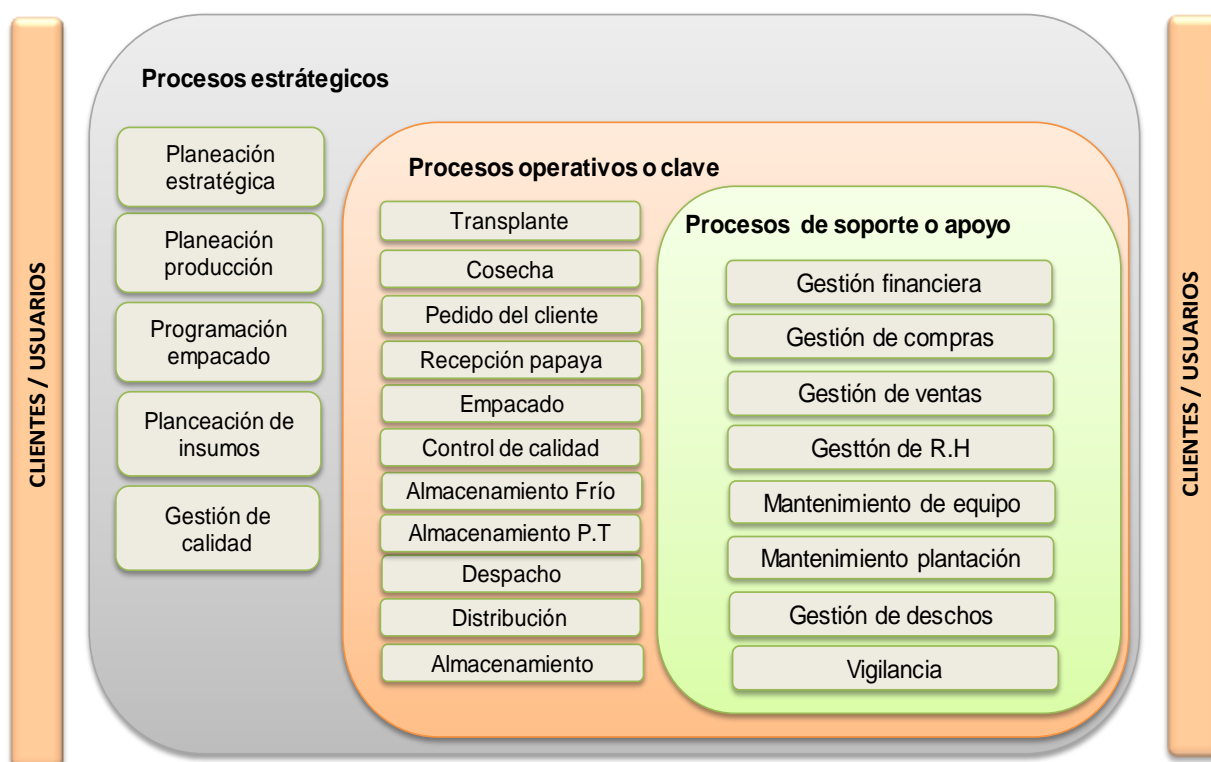 CLIENTES / USUARIOS
Procesos estrátegicos
Planeación
estratégica
Planeación
producción
Programación
empacado
Planceación de
insumos
Gestión de
calidad
Procesos operativos o clave
Transplante
Cosecha
Pedido del cliente
Recepción papaya
Empacado
Control de calidad
Almacenamiento Frío
Almacenamiento P.T
Despacho
Distribución
Almacenamiento
Procesos de soporte o apoyo
Gestión financiera
Gestión de compras
Gestión de ventas
Gesttón de R.H
Mantenimiento de equipo
Mantenimiento plantación
Gestión de deschos
Vigilancia
CLIENTES / USUARIOS